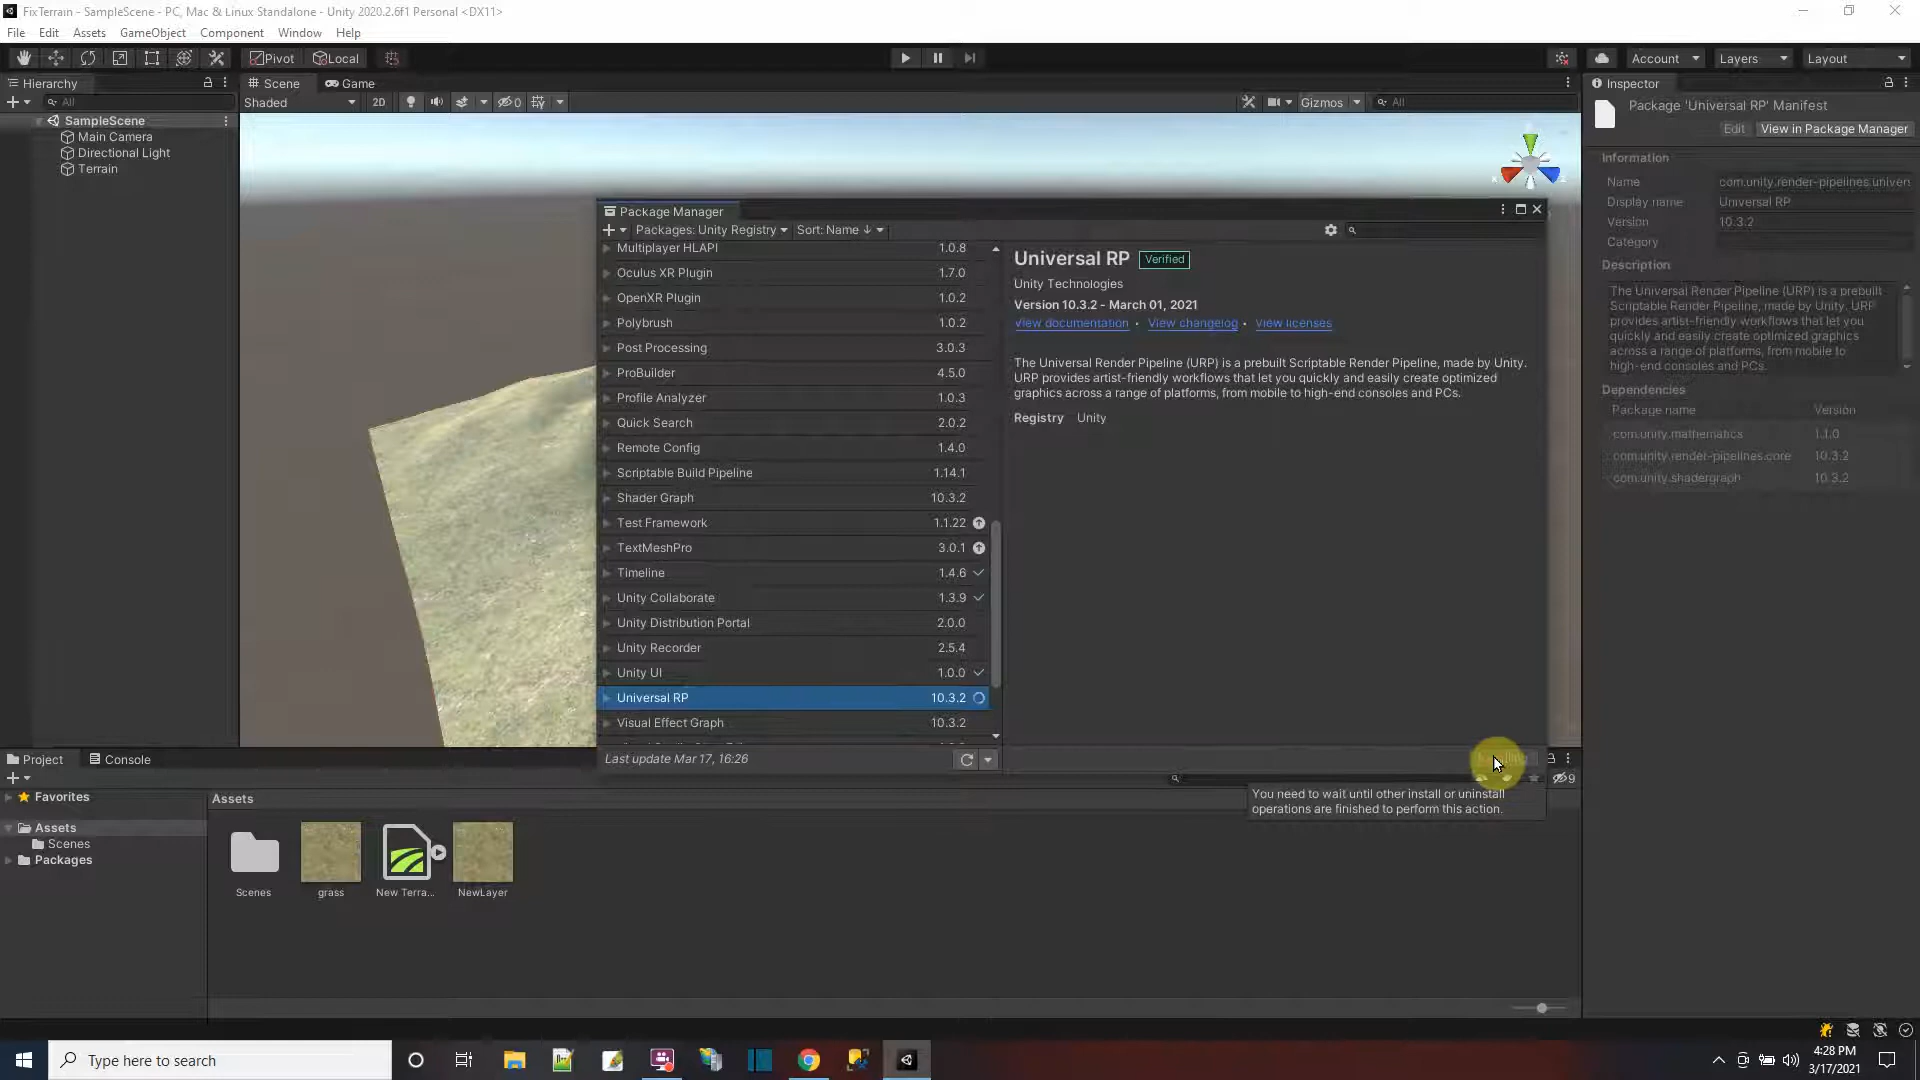 FixTerrain - SampleScene - PC, Mac & Linux Standalone - Unity 2020.2.6f1 Personal <DX11>
File Edit Assets GameObject Component Window Help
Pivot Local Account Layers Layout
Hierarchy
All
SampleScene
Main Camera
Directional Light
Terrain
Scene Game
Shaded 2D 0 Gizmos All
Inspector
Package 'Universal RP' Manifest
Edit View in Package Manager
Information
Name com.unity.render-pipelines.univers
Display name Universal RP
Version 10.3.2
Category
Description
The Universal Render Pipeline (URP) is a prebuilt
Scriptable Render Pipeline, made by Unity. URP
provides artist-friendly workflows that let you
quickly and easily create optimized graphics
across a range of platforms, from mobile to
high-end consoles and PCs.
Dependencies
Package name Version
com.unity.mathematics 1.1.0
com.unity.render-pipelines.core 10.3.2
com.unity.shadergraph 10.3.2
Package Manager
Packages: Unity Registry Sort: Name ↓
Multiplayer HLAPI 1.0.8
Oculus XR Plugin 1.7.0
OpenXR Plugin 1.0.2
Polybrush 1.0.2
Post Processing 3.0.3
ProBuilder 4.5.0
Profile Analyzer 1.0.3
Quick Search 2.0.2
Remote Config 1.4.0
Scriptable Build Pipeline 1.14.1
Shader Graph 10.3.2
Test Framework 1.1.22
TextMeshPro 3.0.1
Timeline 1.4.6
Unity Collaborate 1.3.9
Unity Distribution Portal 2.0.0
Unity Recorder 2.5.4
Unity UI 1.0.0
Universal RP 10.3.2
Visual Effect Graph 10.3.2
Last update Mar 17, 16:26
Universal RP Verified
Unity Technologies
Version 10.3.2 - March 01, 2021
View documentation • View changelog • View licenses
The Universal Render Pipeline (URP) is a prebuilt Scriptable Render Pipeline, made by Unity.
URP provides artist-friendly workflows that let you quickly and easily create optimized
graphics across a range of platforms, from mobile to high-end consoles and PCs.
Registry Unity
You need to wait until other install or uninstall
operations are finished to perform this action.
Project Console
9
Favorites
Assets
Scenes
Packages
Assets
Scenes grass New Terra... NewLayer
Type here to search
4:28 PM
3/17/2021